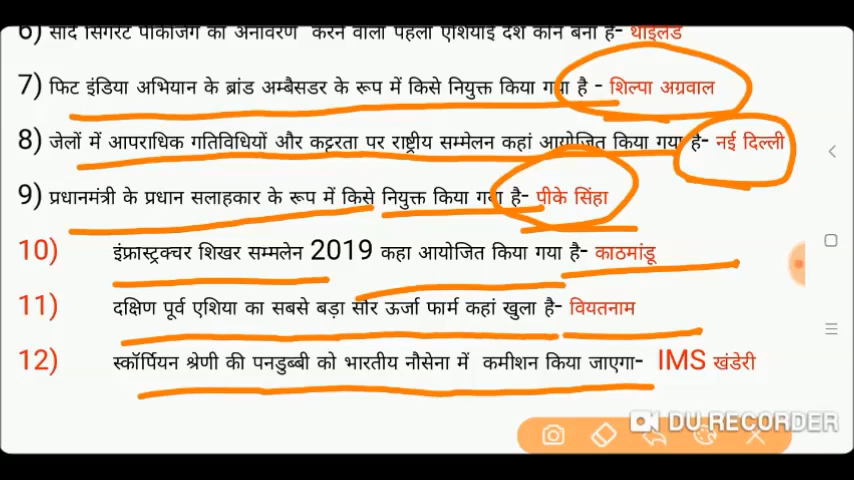 6) सादे सिगरेट पैकेजिंग का अनावरण करने वाला पहला एशियाई देश कौन बना है- थाईलैंड
7) फिट इंडिया अभियान के ब्रांड अम्बैसडर के रूप में किसे नियुक्त किया गया है - शिल्पा अग्रवाल
8) जेलों में आपराधिक गतिविधियों और कट्टरता पर राष्ट्रीय सम्मेलन कहां आयोजित किया गया है- नई दिल्ली
9) प्रधानमंत्री के प्रधान सलाहकार के रूप में किसे नियुक्त किया गया है- पीके सिंहा
10) इंफ्रास्ट्रक्चर शिखर सम्मलेन 2019 कहा आयोजित किया गया है- काठमांडू
11) दक्षिण पूर्व एशिया का सबसे बड़ा सोर ऊर्जा फार्म कहां खुला है- वियतनाम
12) स्कॉर्पियन श्रेणी की पनडुब्बी को भारतीय नौसेना में कमीशन किया जाएगा- IMS खंडेरी
DU RECORDER